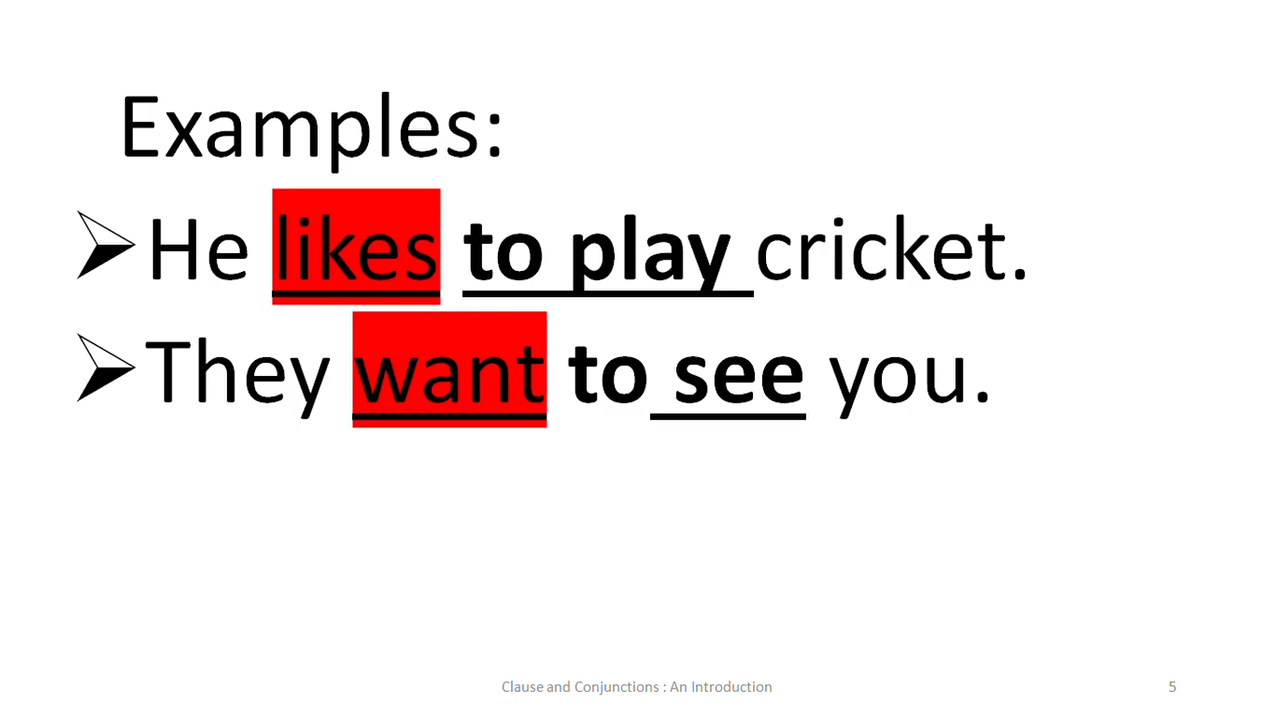 Examples:
➢He likes to play cricket.
➢They want to see you.
Clause and Conjunctions : An Introduction
5